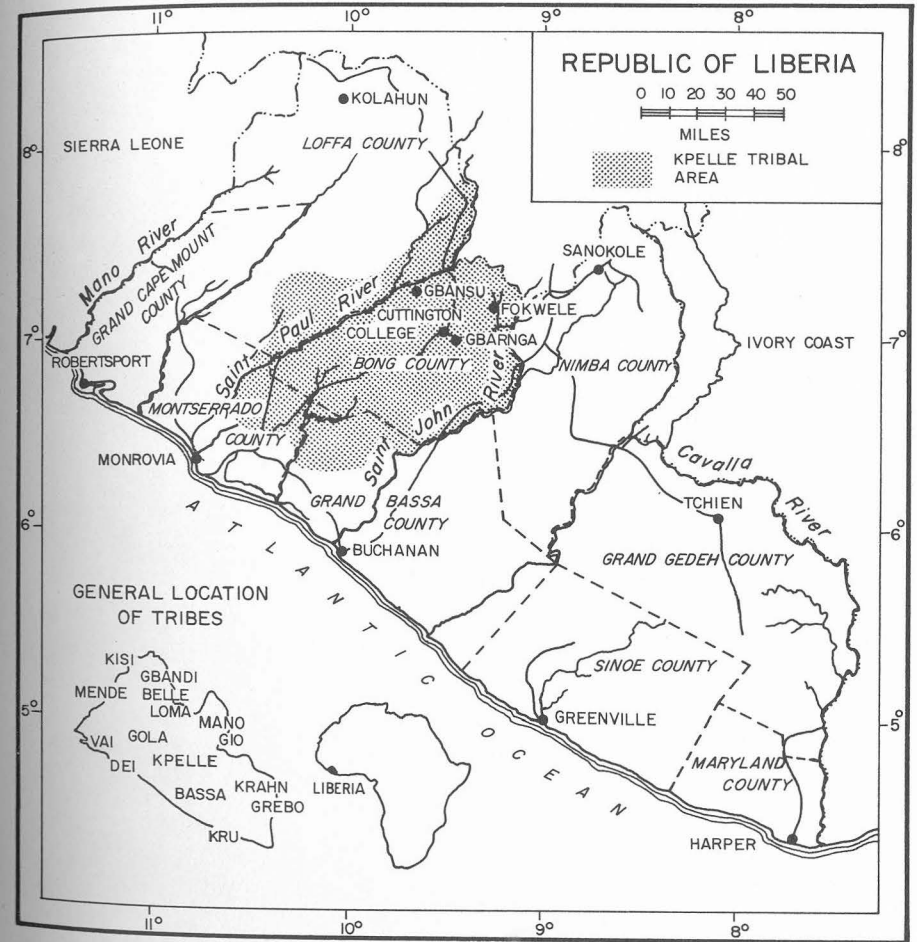 11°
10°
9°
8°
REPUBLIC OF LIBERIA
0 10 20 30 40 50
MILES
KPELLE TRIBAL
AREA
KOLAHUN
SIERRA LEONE
LOFFA COUNTY
8°
8°
Mano River
GRAND CAPE MOUNT
COUNTY
SANOKOLE
GBANSU
FOKWELE
CUTTINGTON
COLLEGE
GBARNGA
Saint Paul River
BONG COUNTY
NIMBA COUNTY
IVORY COAST
7°
7°
ROBERTSPORT
MONTSERRADO
COUNTY
Saint John River
MONROVIA
GRAND BASSA
COUNTY
Cavalla River
TCHIEN
6°
6°
BUCHANAN
GRAND GEDEH COUNTY
ATLANTIC OCEAN
GENERAL LOCATION
OF TRIBES
KISI
GBANDI
MENDE
BELLE
LOMA
MANO
GIO
VAI
GOLA
DEI
KPELLE
BASSA
KRAHN
GREBO
KRU
LIBERIA
SINOE COUNTY
GREENVILLE
5°
5°
MARYLAND
COUNTY
HARPER
11°
10°
9°
8°